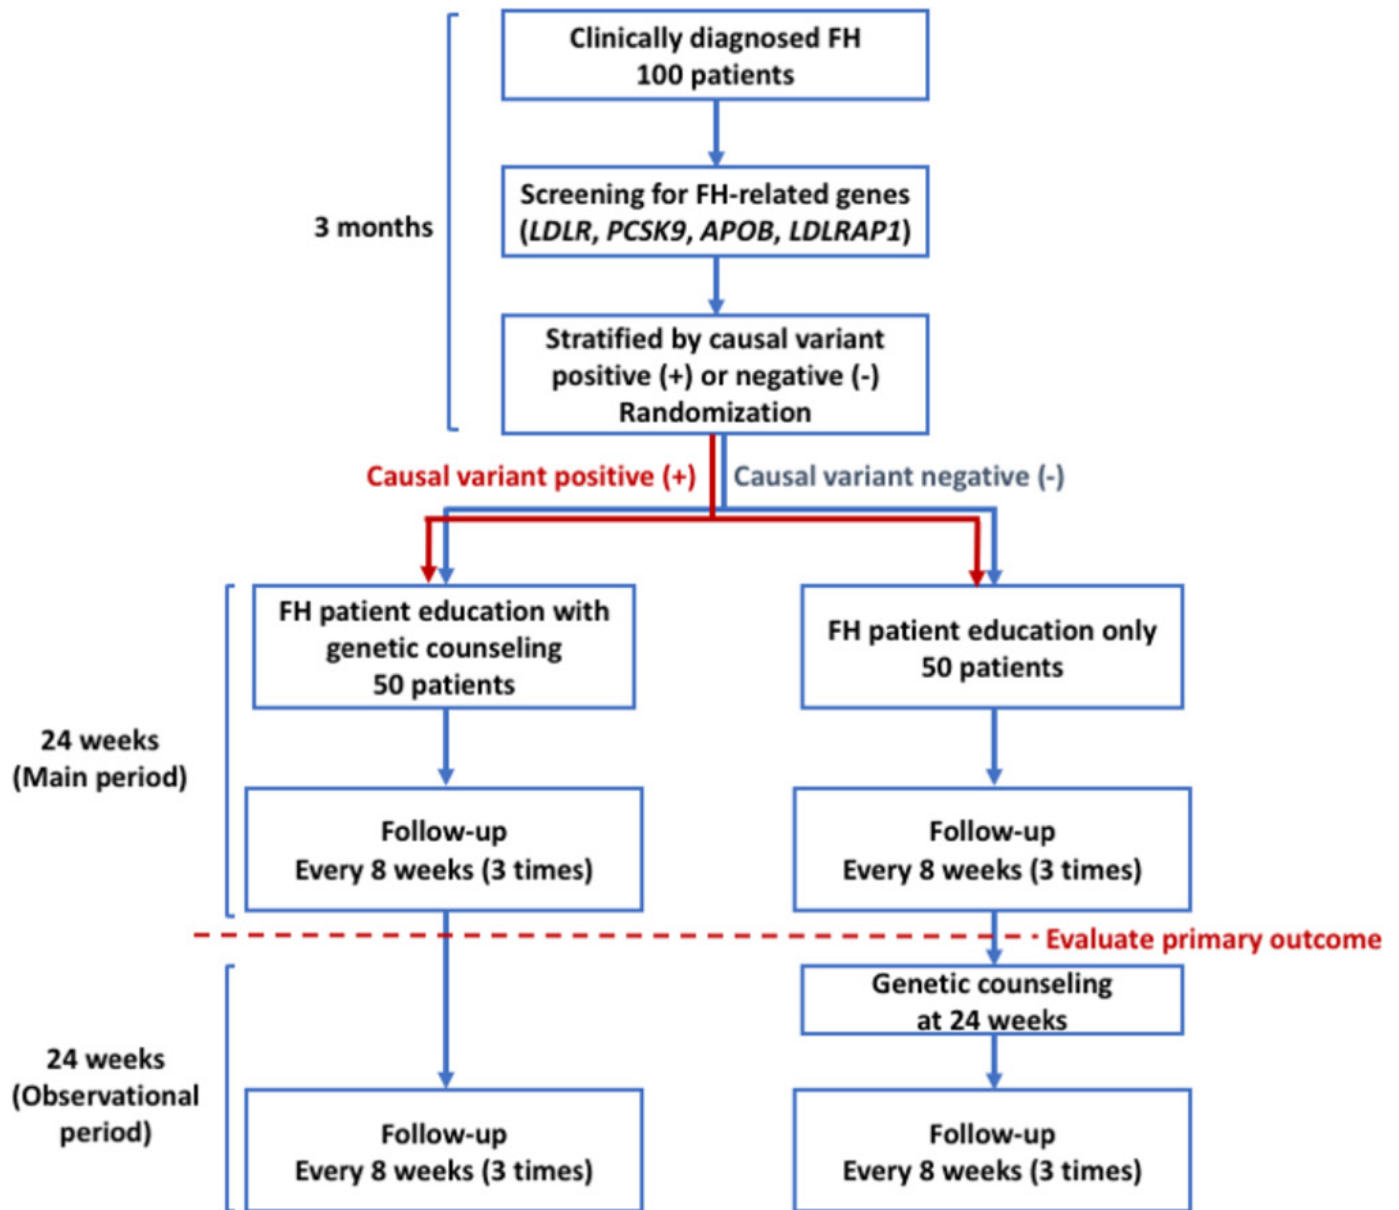 Clinically diagnosed FH
100 patients
3 months
Screening for FH-related genes
(LDLR, PCSK9, APOB, LDLRAP1)
Stratified by causal variant
positive (+) or negative (-)
Randomization
Causal variant positive (+)
Causal variant negative (-)
24 weeks
(Main period)
FH patient education with
genetic counseling
50 patients
FH patient education only
50 patients
Follow-up
Every 8 weeks (3 times)
Follow-up
Every 8 weeks (3 times)
Evaluate primary outcome
24 weeks
(Observational
period)
Genetic counseling
at 24 weeks
Follow-up
Every 8 weeks (3 times)
Follow-up
Every 8 weeks (3 times)